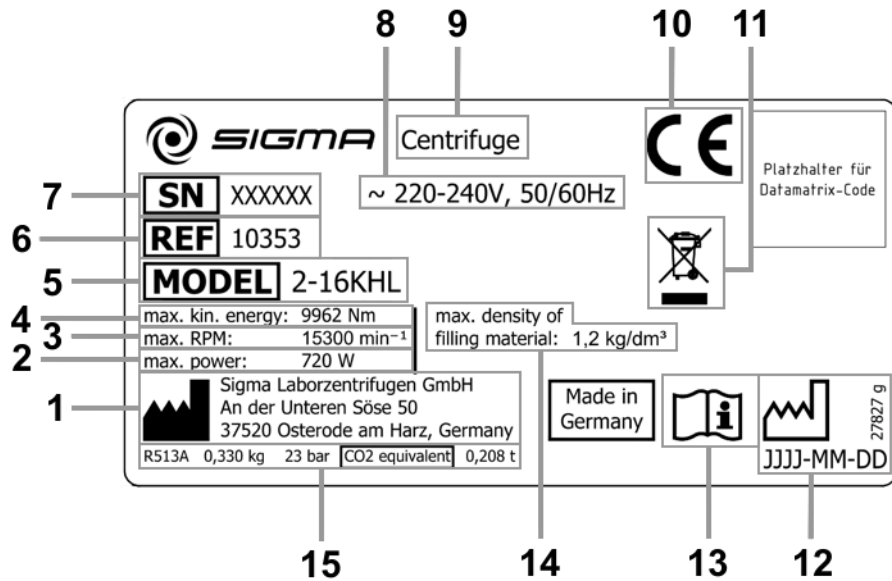 8 9 10 11
SIGMA Centrifuge
CE
Platzhalter für
Datamatrix-Code
~ 220-240V, 50/60Hz
7 SN XXXXXX
6 REF 10353
5 MODEL 2-16KHL
4 max. kin. energy: 9962 Nm
3 max. RPM: 15300 min⁻¹
2 max. power: 720 W
max. density of
filling material: 1,2 kg/dm³
1 Sigma Laborzentrifugen GmbH
An der Unteren Söse 50
37520 Osterode am Harz, Germany
Made in
Germany
i
27827 g
JJJJ-MM-DD
R513A 0,330 kg 23 bar CO2 equivalent 0,208 t
15 14 13 12